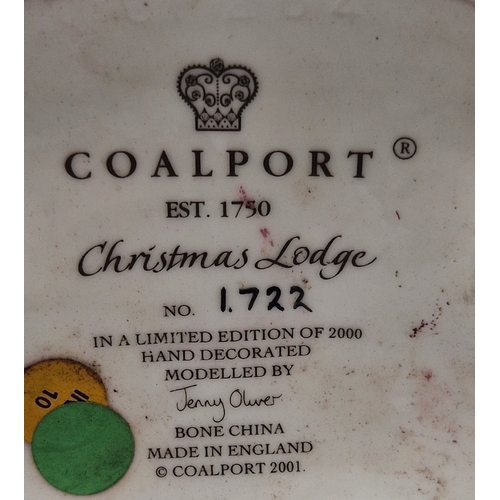 COALPORT ®
EST. 1750
Christmas Lodge
NO. 1.722
IN A LIMITED EDITION OF 2000
HAND DECORATED
MODELLED BY
Jenny Oliver
BONE CHINA
MADE IN ENGLAND
© COALPORT 2001.
10